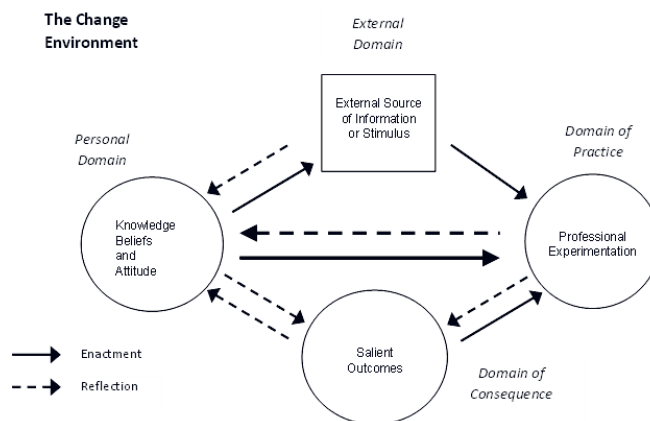 The Change
Environment
External
Domain
External Source
of Information
or Stimulus
Personal
Domain
Domain of
Practice
Knowledge
Beliefs
and
Attitude
Professional
Experimentation
Salient
Outcomes
Domain of
Consequence
Enactment
Reflection